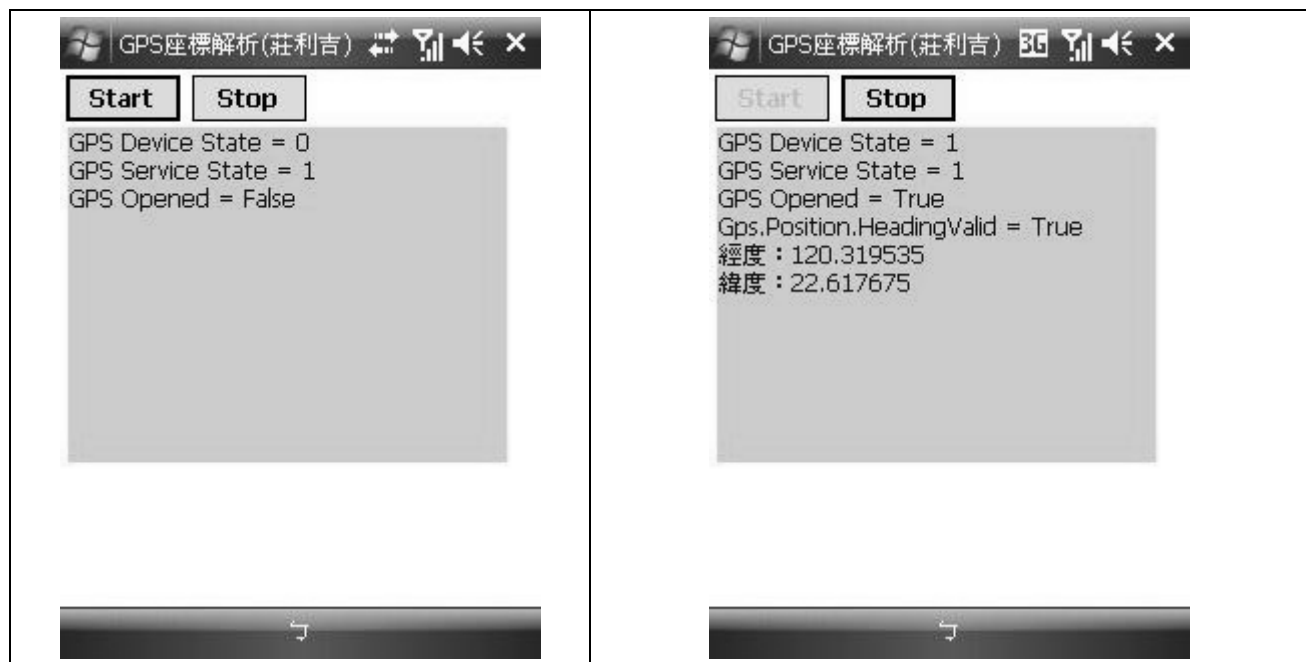 GPS座標解析(莊利吉)
Start Stop
GPS Device State = 0
GPS Service State = 1
GPS Opened = False
ㄅ
GPS座標解析(莊利吉) 3G
Start Stop
GPS Device State = 1
GPS Service State = 1
GPS Opened = True
Gps.Position.HeadingValid = True
經度：120.319535
緯度：22.617675
ㄅ